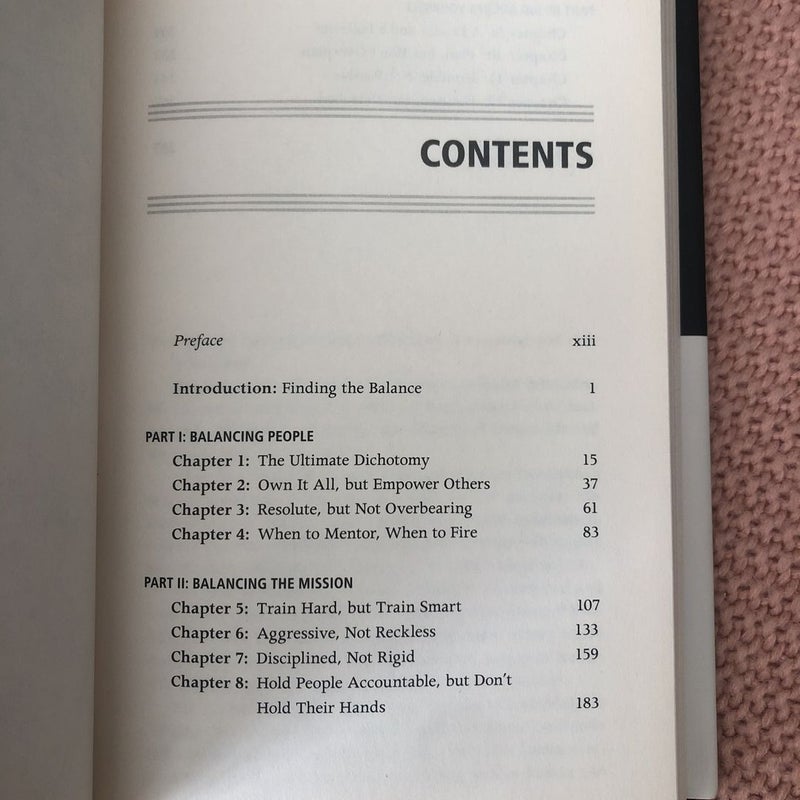 CONTENTS
Preface xiii
Introduction: Finding the Balance 1
PART I: BALANCING PEOPLE
Chapter 1: The Ultimate Dichotomy 15
Chapter 2: Own It All, but Empower Others 37
Chapter 3: Resolute, but Not Overbearing 61
Chapter 4: When to Mentor, When to Fire 83
PART II: BALANCING THE MISSION
Chapter 5: Train Hard, but Train Smart 107
Chapter 6: Aggressive, Not Reckless 133
Chapter 7: Disciplined, Not Rigid 159
Chapter 8: Hold People Accountable, but Don’t
Hold Their Hands 183